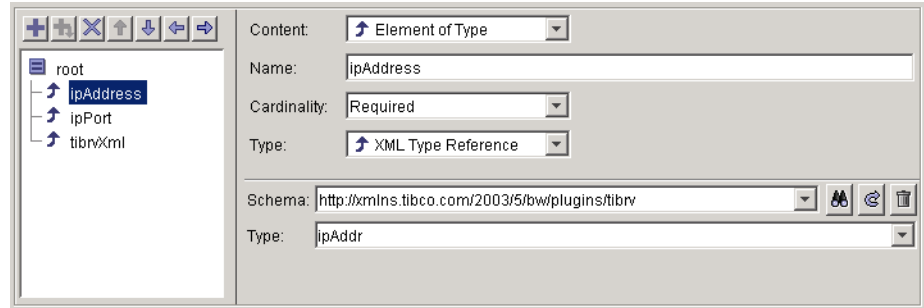 Content: Element of Type
root
Name: ipAddress
ipAddress
ipPort
Cardinality: Required
tibrvXml
Type: XML Type Reference
Schema: http://xmlns.tibco.com/2003/5/bw/plugins/tibrv
Type: ipAddr